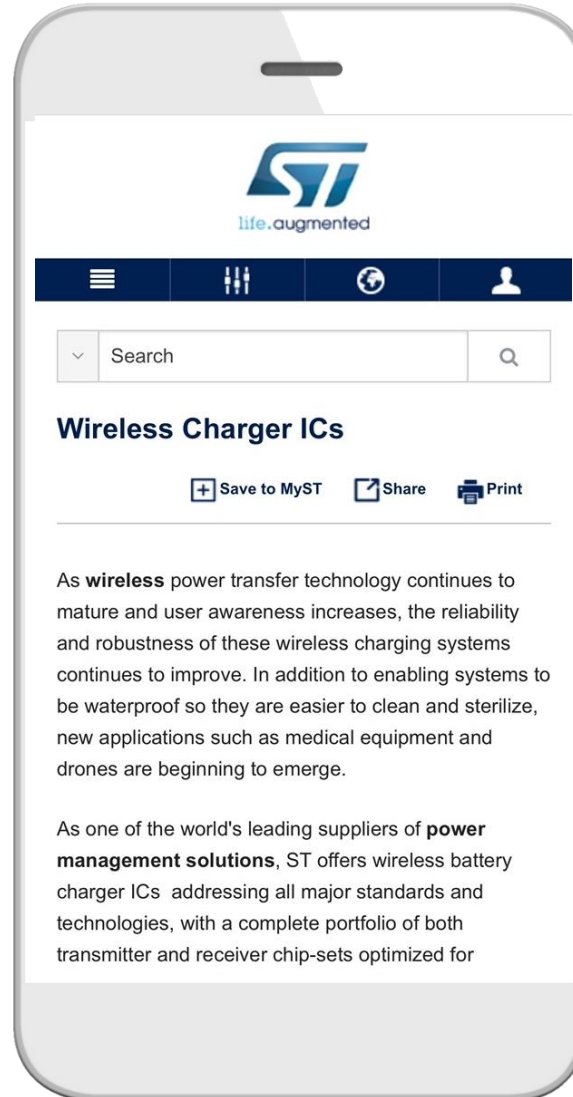 ST
life.augmented
Search
Wireless Charger ICs
Save to MyST Share Print
As wireless power transfer technology continues to
mature and user awareness increases, the reliability
and robustness of these wireless charging systems
continues to improve. In addition to enabling systems to
be waterproof so they are easier to clean and sterilize,
new applications such as medical equipment and
drones are beginning to emerge.
As one of the world's leading suppliers of power
management solutions, ST offers wireless battery
charger ICs  addressing all major standards and
technologies, with a complete portfolio of both
transmitter and receiver chip-sets optimized for